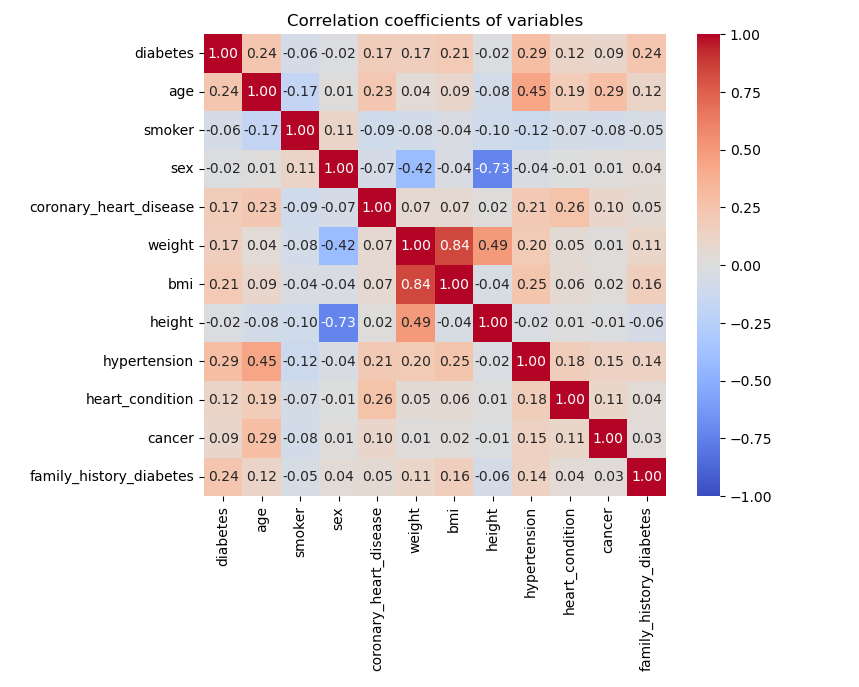 Correlation coefficients of variables
diabetes 1.00 0.24 -0.06 -0.02 0.17 0.17 0.21 -0.02 0.29 0.12 0.09 0.24
age 0.24 1.00 -0.17 0.01 0.23 0.04 0.09 -0.08 0.45 0.19 0.29 0.12
smoker -0.06 -0.17 1.00 0.11 -0.09 -0.08 -0.04 -0.10 -0.12 -0.07 -0.08 -0.05
sex -0.02 0.01 0.11 1.00 -0.07 -0.42 -0.04 -0.73 -0.04 -0.01 0.01 0.04
coronary_heart_disease 0.17 0.23 -0.09 -0.07 1.00 0.07 0.07 0.02 0.21 0.26 0.10 0.05
weight 0.17 0.04 -0.08 -0.42 0.07 1.00 0.84 0.49 0.20 0.05 0.01 0.11
bmi 0.21 0.09 -0.04 -0.04 0.07 0.84 1.00 -0.04 0.25 0.06 0.02 0.16
height -0.02 -0.08 -0.10 -0.73 0.02 0.49 -0.04 1.00 -0.02 0.01 -0.01 -0.06
hypertension 0.29 0.45 -0.12 -0.04 0.21 0.20 0.25 -0.02 1.00 0.18 0.15 0.14
heart_condition 0.12 0.19 -0.07 -0.01 0.26 0.05 0.06 0.01 0.18 1.00 0.11 0.04
cancer 0.09 0.29 -0.08 0.01 0.10 0.01 0.02 -0.01 0.15 0.11 1.00 0.03
family_history_diabetes 0.24 0.12 -0.05 0.04 0.05 0.11 0.16 -0.06 0.14 0.04 0.03 1.00
diabetes
age
smoker
sex
coronary_heart_disease
weight
bmi
height
hypertension
heart_condition
cancer
family_history_diabetes
1.00
0.75
0.50
0.25
0.00
−0.25
−0.50
−0.75
−1.00